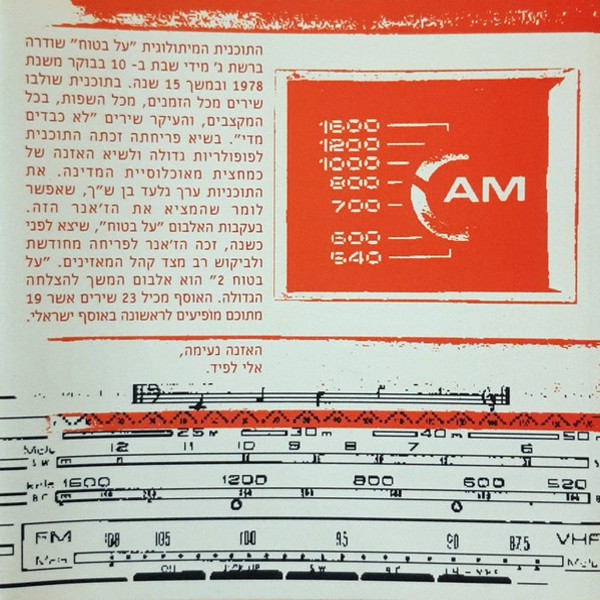 התוכנית המיתולוגית "על בטוח" שודרה
ברשת ג' מידי שבת ב- 10 בבוקר משנת
1978 ובמשך 15 שנה. בתוכנית שולבו
שירים מכל הזמנים, מכל השפות, בכל
המקצבים, והעיקר שירים "לא כבדים
מדי". בשיא פריחתה זכתה התוכנית
לפופולריות גדולה ולשיא האזנה של
כמחצית מאוכלוסיית המדינה. את
התוכניות ערך גלעד בן ש"ך, שאפשר
לומר שהמציא את הז'אנר הזה.
בעקבות האלבום "על בטוח", שיצא לפני
כשנה, זכה הז'אנר לפריחה מחודשת
ולביקוש רב מצד קהל המאזינים. "על
בטוח 2" הוא אלבום המשך להצלחה
הגדולה. האוסף מכיל 23 שירים אשר 19
מתוכם מופיעים לראשונה באוסף ישראלי.
האזנה נעימה,
אלי לפיד.
1600
1200
1000
800
700
600
540
AM
25 m 30 m 40 m 50 m
12 11 10 9 8 7 6
SW
1600 1200 800 600 520
FM 108 105 100 95 90 87.5 VHF